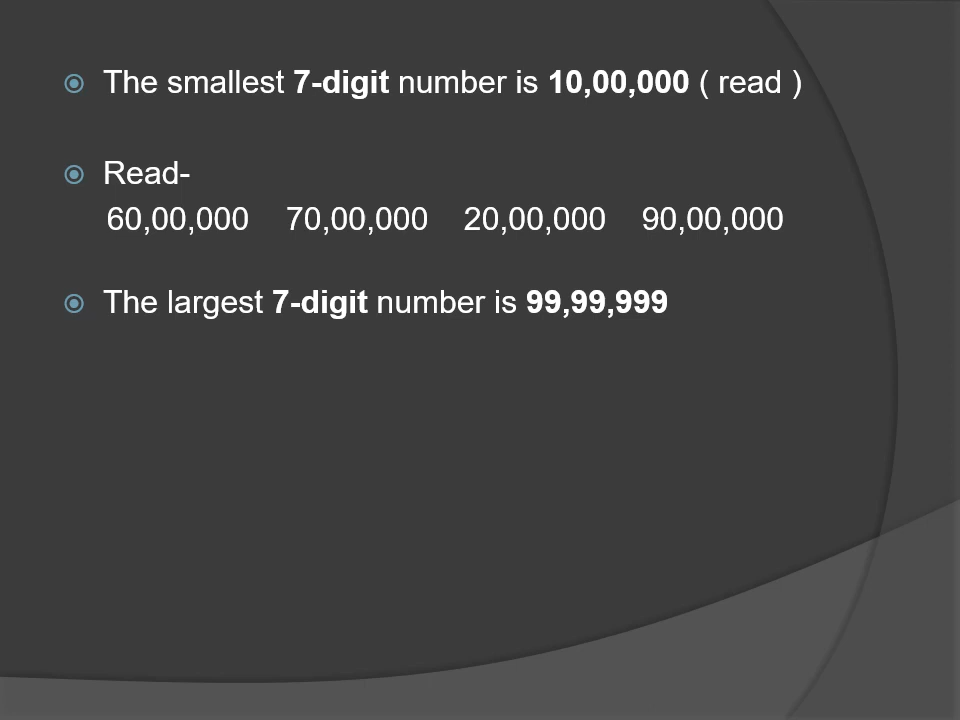 The smallest 7-digit number is 10,00,000 ( read )
Read-
60,00,000 70,00,000 20,00,000 90,00,000
The largest 7-digit number is 99,99,999